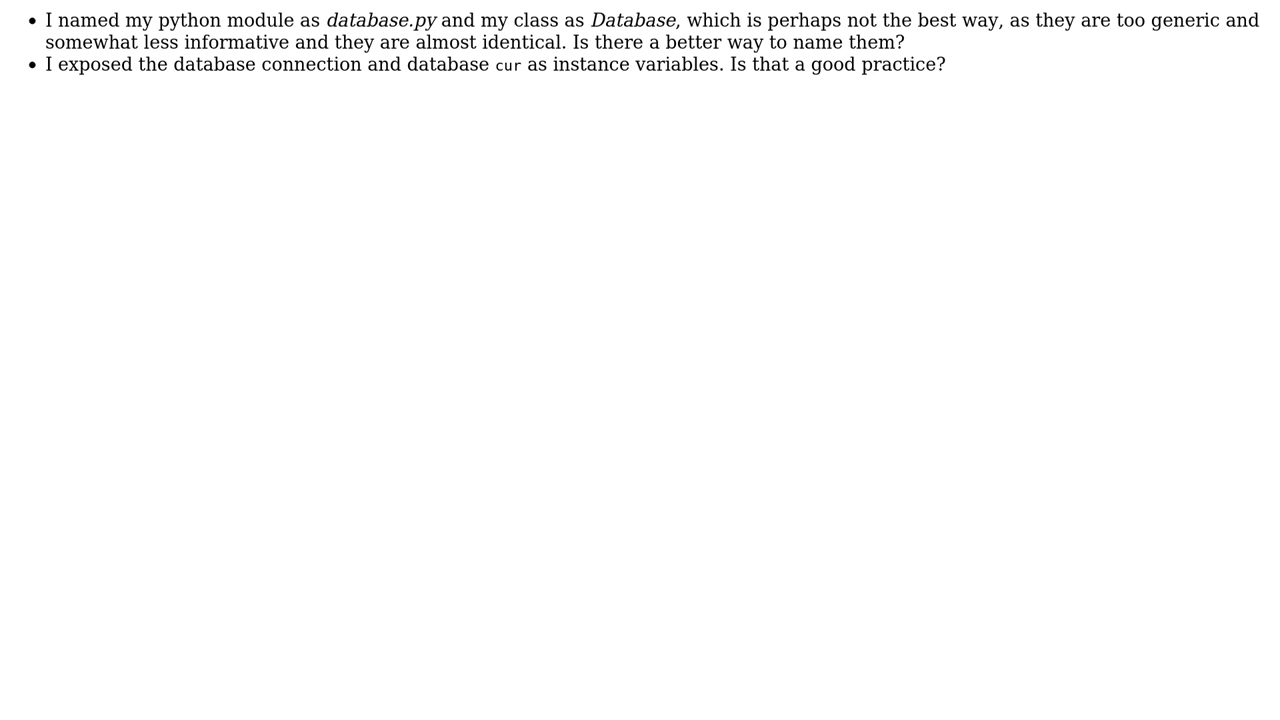 • I named my python module as database.py and my class as Database, which is perhaps not the best way, as they are too generic and
somewhat less informative and they are almost identical. Is there a better way to name them?
• I exposed the database connection and database cur as instance variables. Is that a good practice?